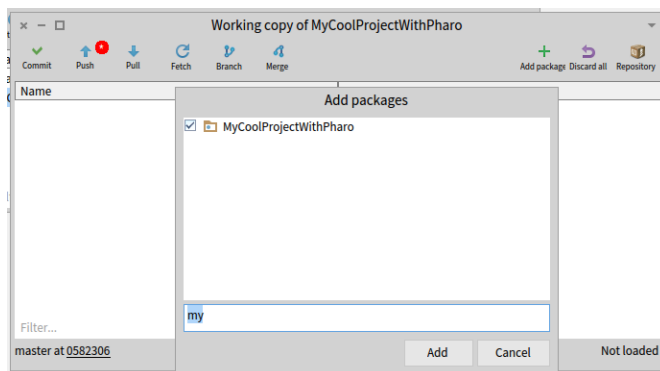 Working copy of MyCoolProjectWithPharo
Commit Push Pull Fetch Branch Merge Add package Discard all Repository
Name
Add packages
MyCoolProjectWithPharo
my
Filter...
Add Cancel
master at 0582306 Not loaded